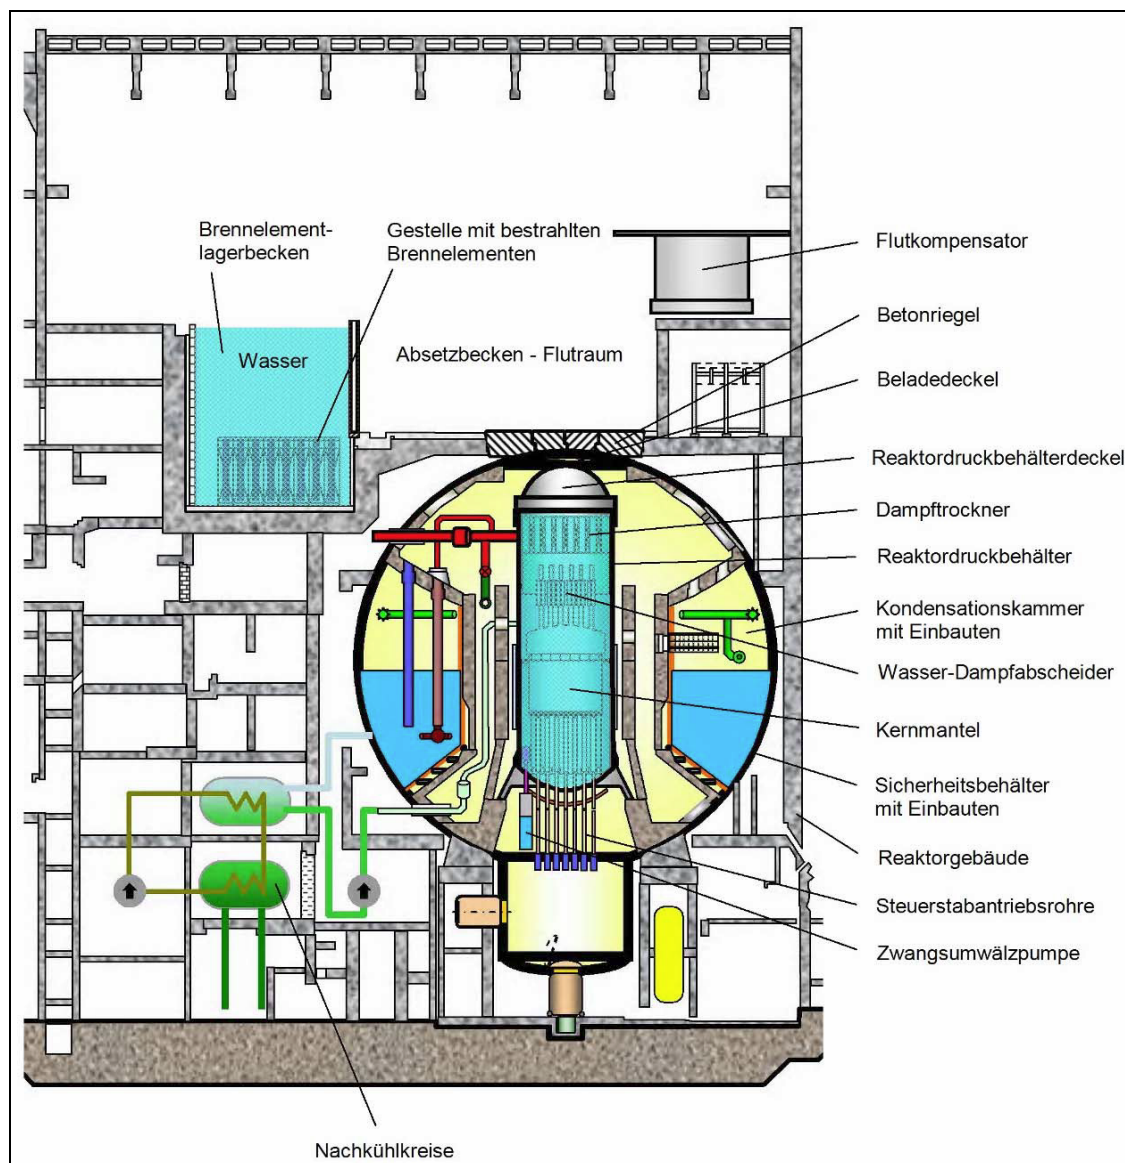 Brennelement-
lagerbecken
Gestelle mit bestrahlten
Brennelementen
Flutkompensator
Betonriegel
Wasser
Absetzbecken - Flutraum
Beladedeckel
Reaktordruckbehälterdeckel
Dampftrockner
Reaktordruckbehälter
Kondensationskammer
mit Einbauten
Wasser-Dampfabscheider
Kernmantel
Sicherheitsbehälter
mit Einbauten
Reaktorgebäude
Steuerstabantriebsrohre
Zwangsumwälzpumpe
Nachkühlkreise